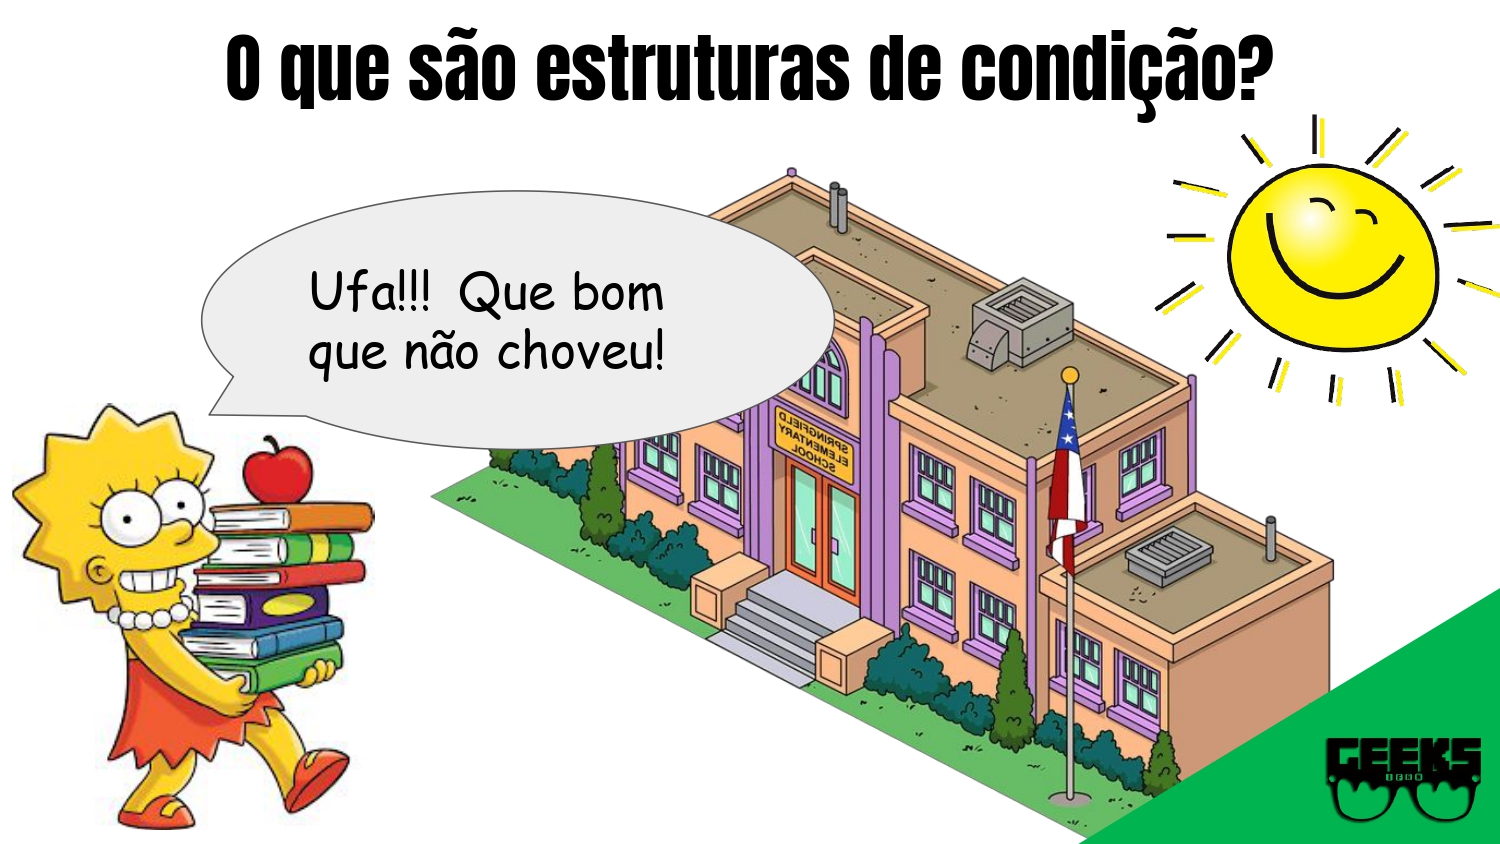 O que são estruturas de condição?
Ufa!!! Que bom
que não choveu!
SPRINGFIELD
ELEMENTARY
SCHOOL
GEEKS